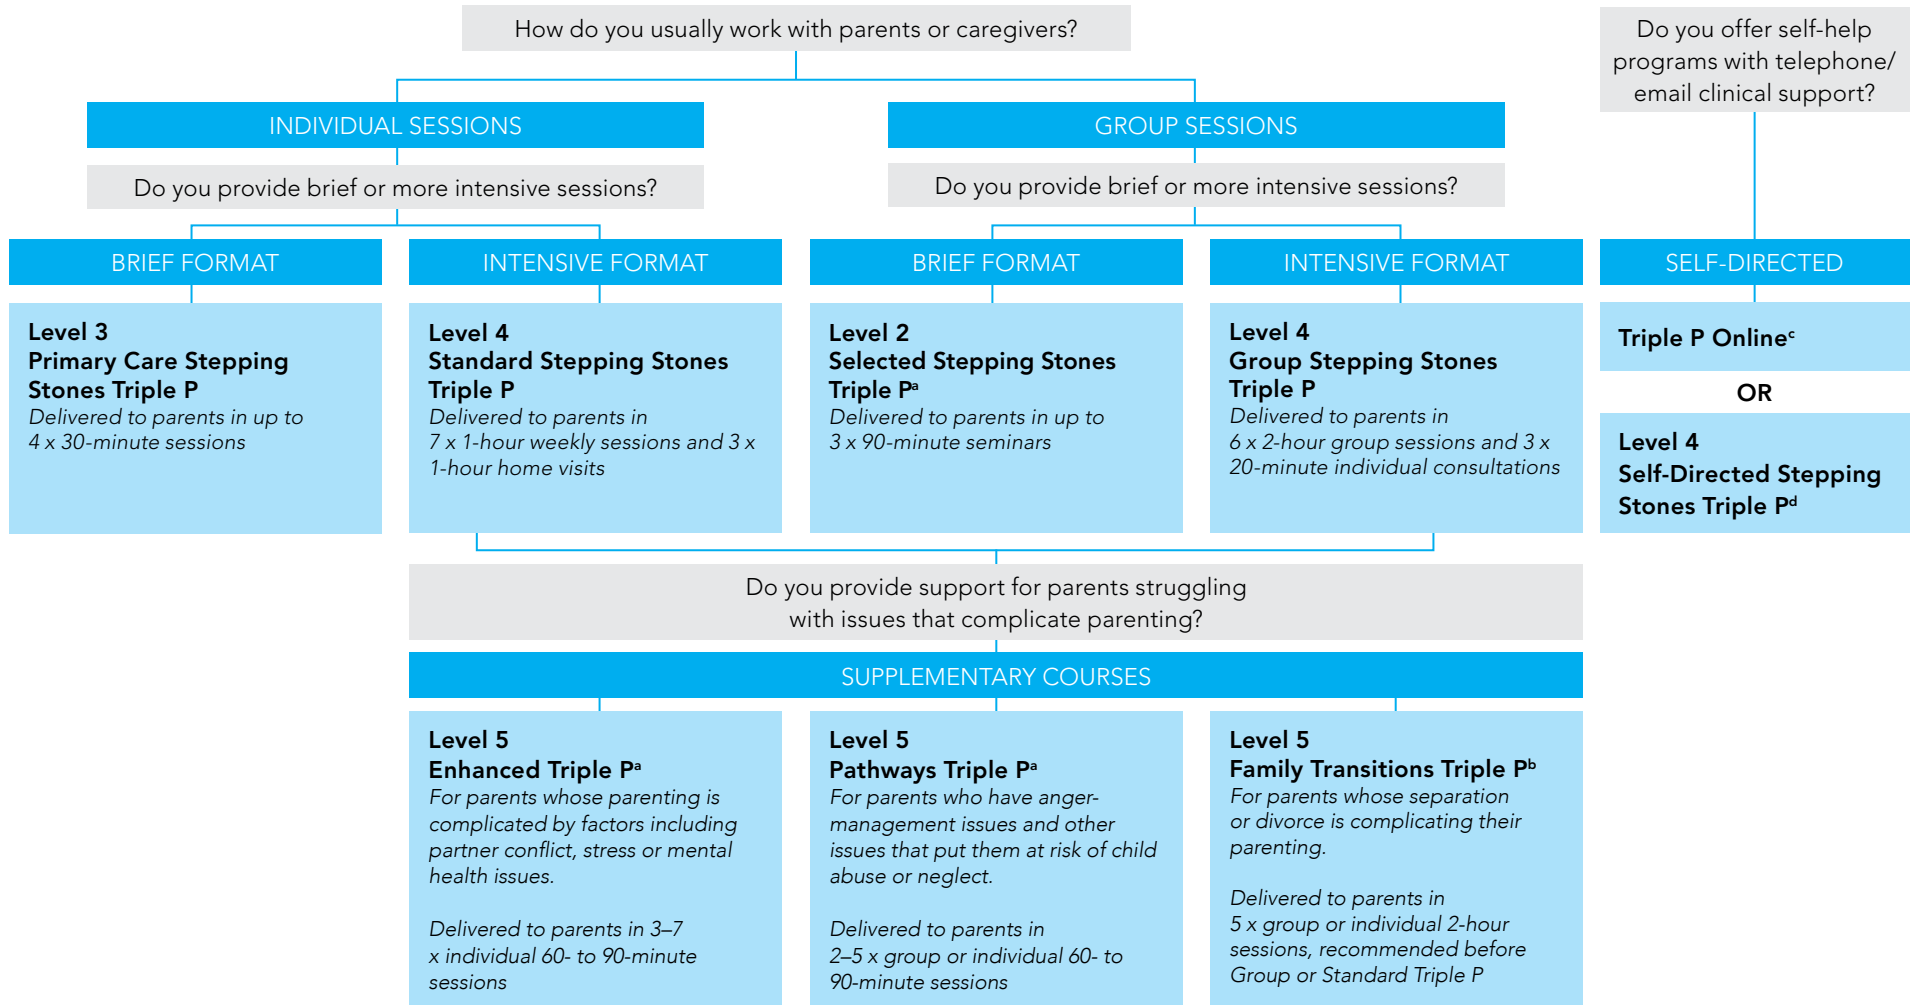 How do you usually work with parents or caregivers?
Do you offer self-help
programs with telephone/
email clinical support?
INDIVIDUAL SESSIONS
GROUP SESSIONS
Do you provide brief or more intensive sessions?
Do you provide brief or more intensive sessions?
BRIEF FORMAT
INTENSIVE FORMAT
BRIEF FORMAT
INTENSIVE FORMAT
SELF-DIRECTED
Level 3
Primary Care Stepping
Stones Triple P
Delivered to parents in up to
4 x 30-minute sessions
Level 4
Standard Stepping Stones
Triple P
Delivered to parents in
7 x 1-hour weekly sessions and 3 x
1-hour home visits
Level 2
Selected Stepping Stones
Triple Pᵃ
Delivered to parents in up to
3 x 90-minute seminars
Level 4
Group Stepping Stones
Triple P
Delivered to parents in
6 x 2-hour group sessions and 3 x
20-minute individual consultations
Triple P Onlineᶜ
OR
Level 4
Self-Directed Stepping
Stones Triple Pᵈ
Do you provide support for parents struggling
with issues that complicate parenting?
SUPPLEMENTARY COURSES
Level 5
Enhanced Triple Pᵃ
For parents whose parenting is
complicated by factors including
partner conflict, stress or mental
health issues.
Delivered to parents in 3–7
x individual 60- to 90-minute
sessions
Level 5
Pathways Triple Pᵃ
For parents who have anger-
management issues and other
issues that put them at risk of child
abuse or neglect.
Delivered to parents in
2–5 x group or individual 60- to
90-minute sessions
Level 5
Family Transitions Triple Pᵇ
For parents whose separation
or divorce is complicating their
parenting.
Delivered to parents in
5 x group or individual 2-hour
sessions, recommended before
Group or Standard Triple P